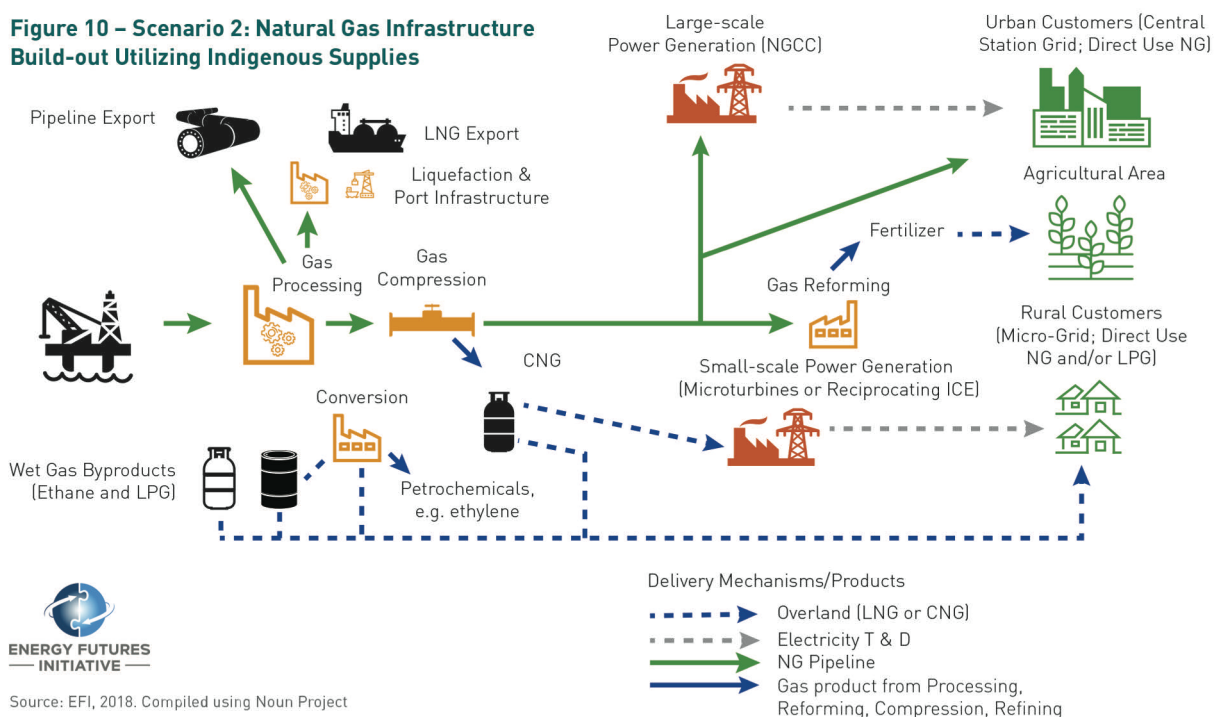 Figure 10 – Scenario 2: Natural Gas Infrastructure
Build-out Utilizing Indigenous Supplies
Large-scale
Power Generation (NGCC)
Urban Customers (Central
Station Grid; Direct Use NG)
Pipeline Export
LNG Export
Liquefaction &
Port Infrastructure
Agricultural Area
Fertilizer
Gas
Processing
Gas
Compression
Gas Reforming
Rural Customers
(Micro-Grid; Direct Use
NG and/or LPG)
CNG
Small-scale Power Generation
(Microturbines or Reciprocating ICE)
Conversion
Wet Gas Byproducts
(Ethane and LPG)
Petrochemicals,
e.g. ethylene
Delivery Mechanisms/Products
Overland (LNG or CNG)
Electricity T & D
NG Pipeline
Gas product from Processing,
Reforming, Compression, Refining
ENERGY FUTURES
INITIATIVE
Source: EFI, 2018. Compiled using Noun Project